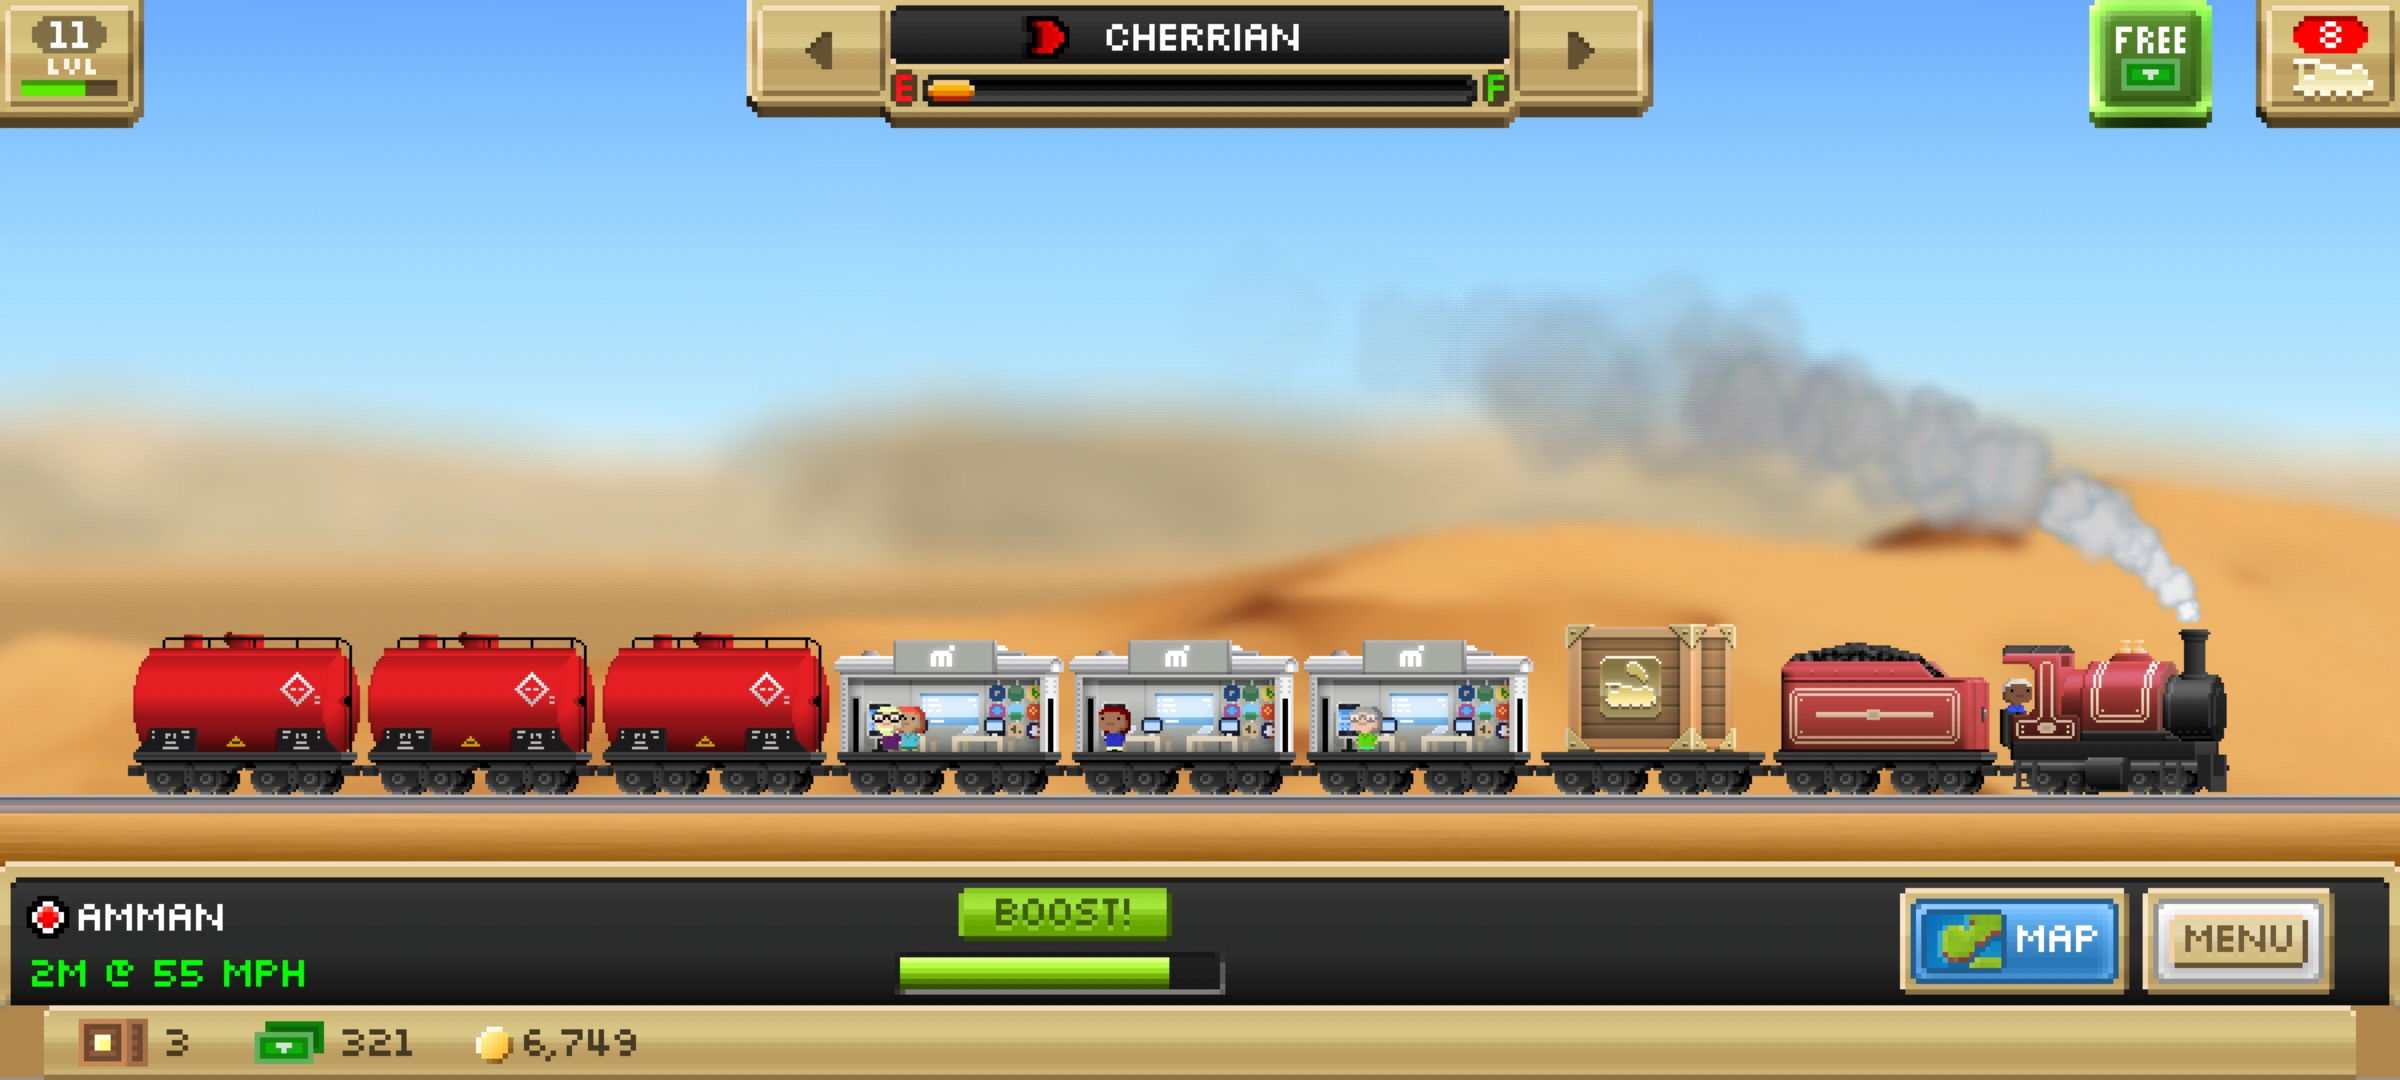 11
LVL
CHERRIAN
E F
FREE
8
m
m
m
BOOST!
AMMAN
2M @ 55 MPH
MAP
MENU
3
321
6,749